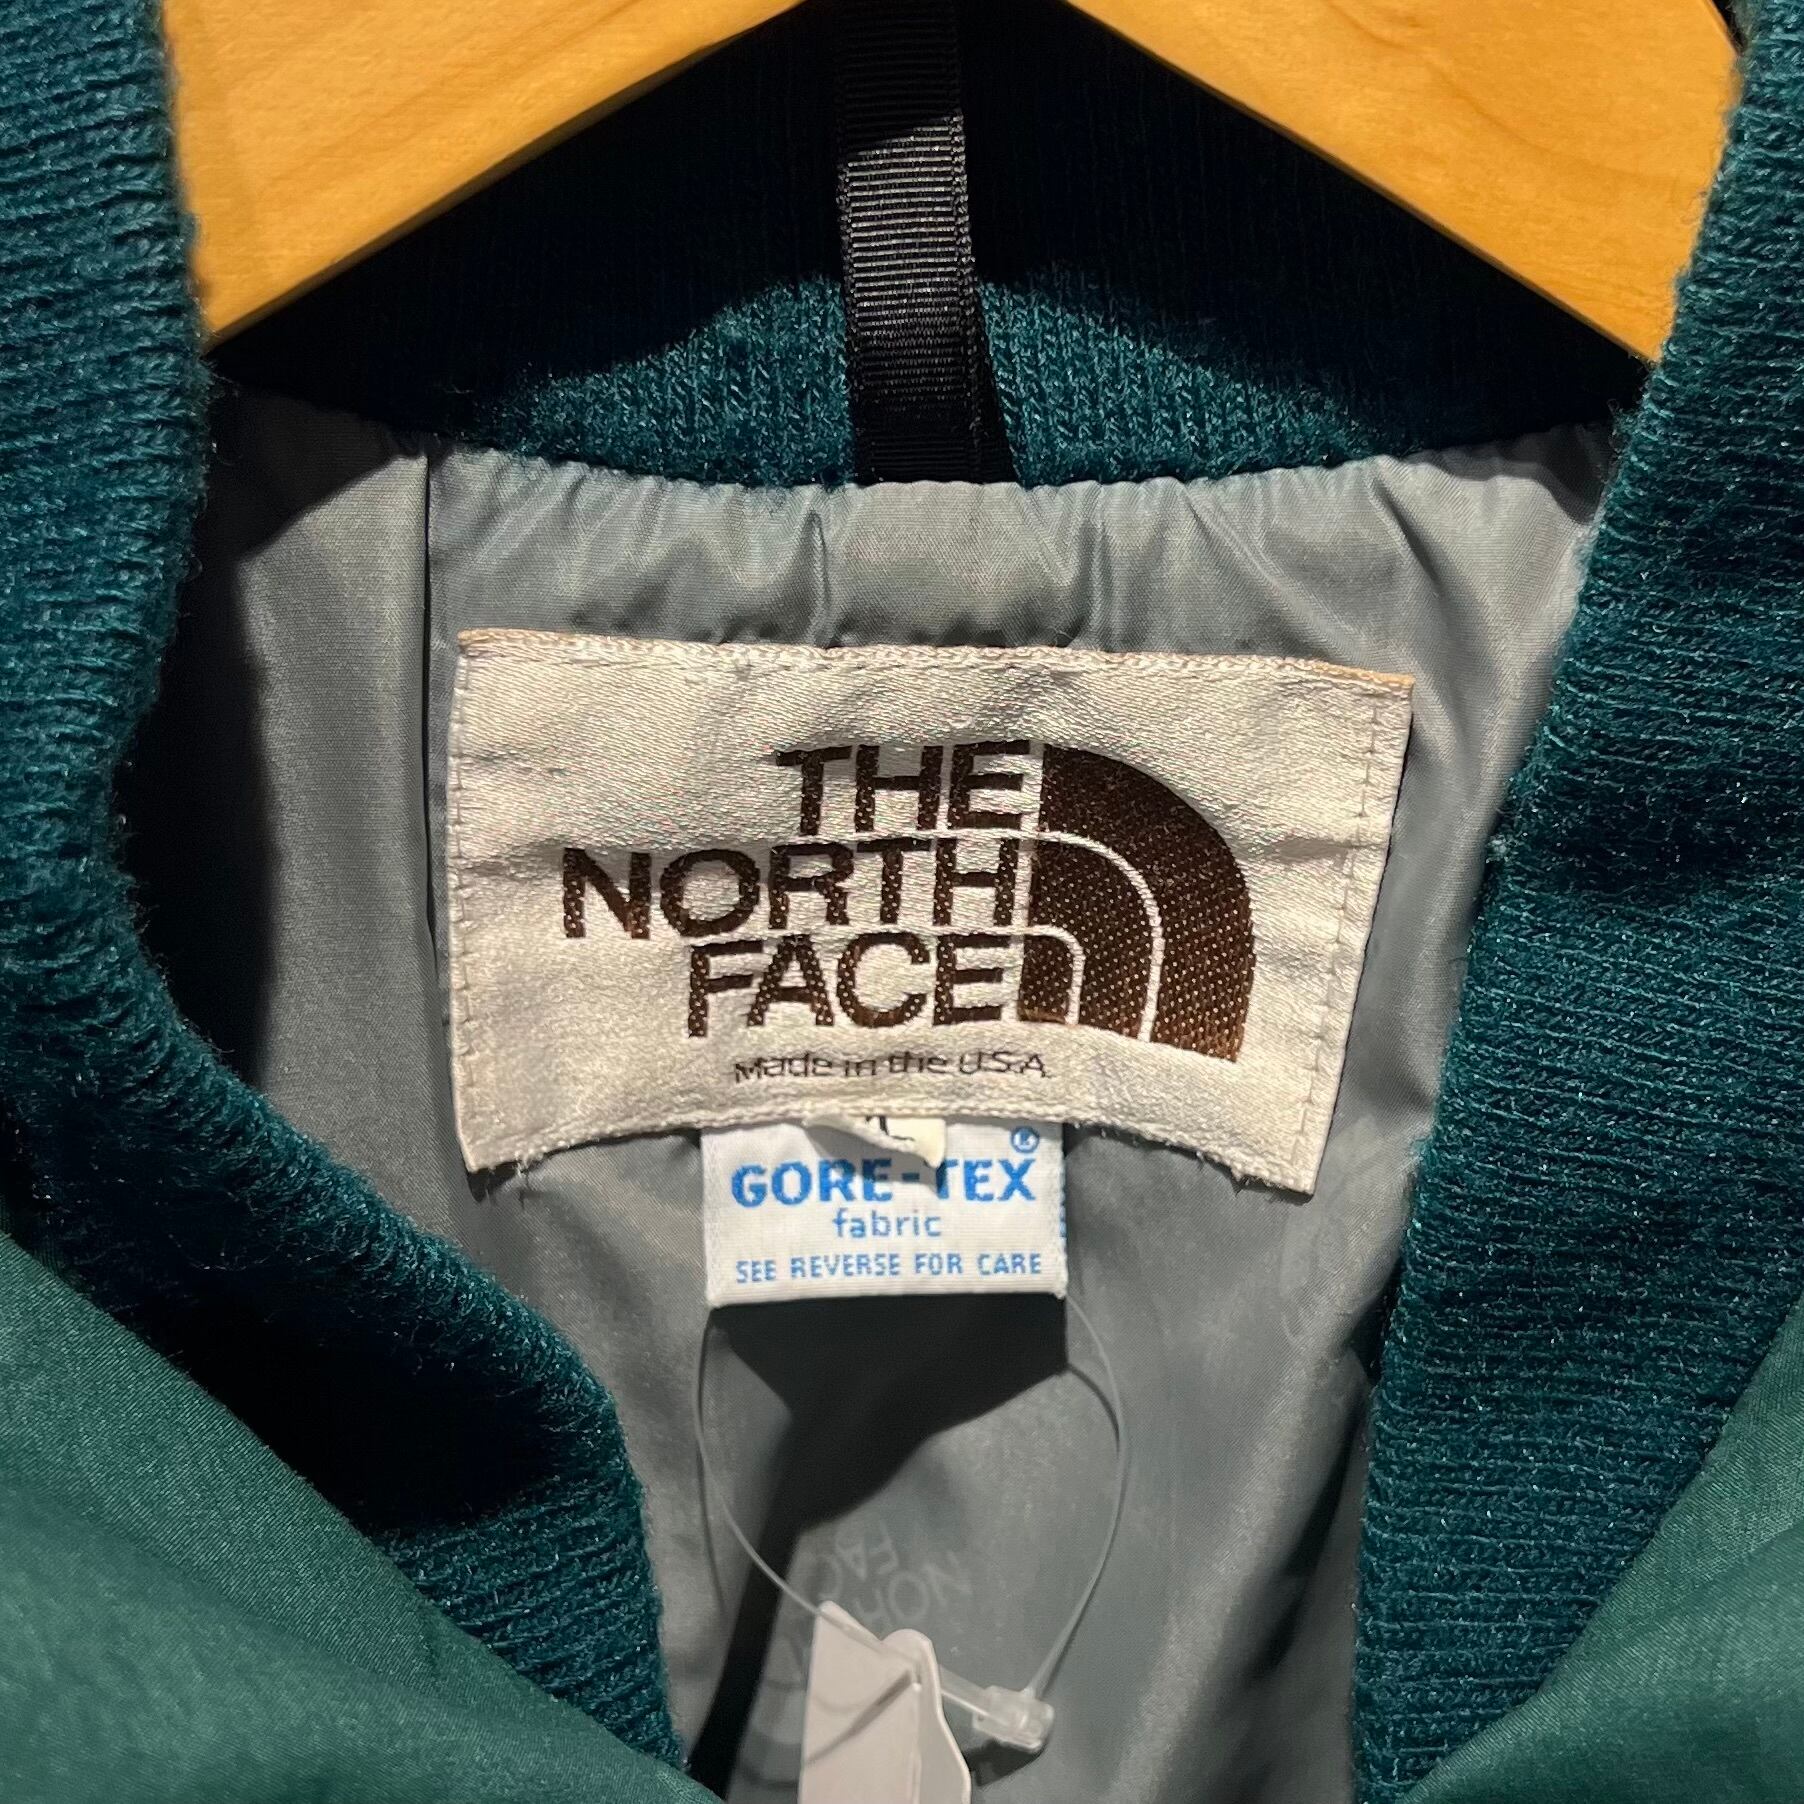 THE
NORTH
FACE
Made in the U.S.A.
L
GORE-TEX®
fabric
SEE REVERSE FOR CARE